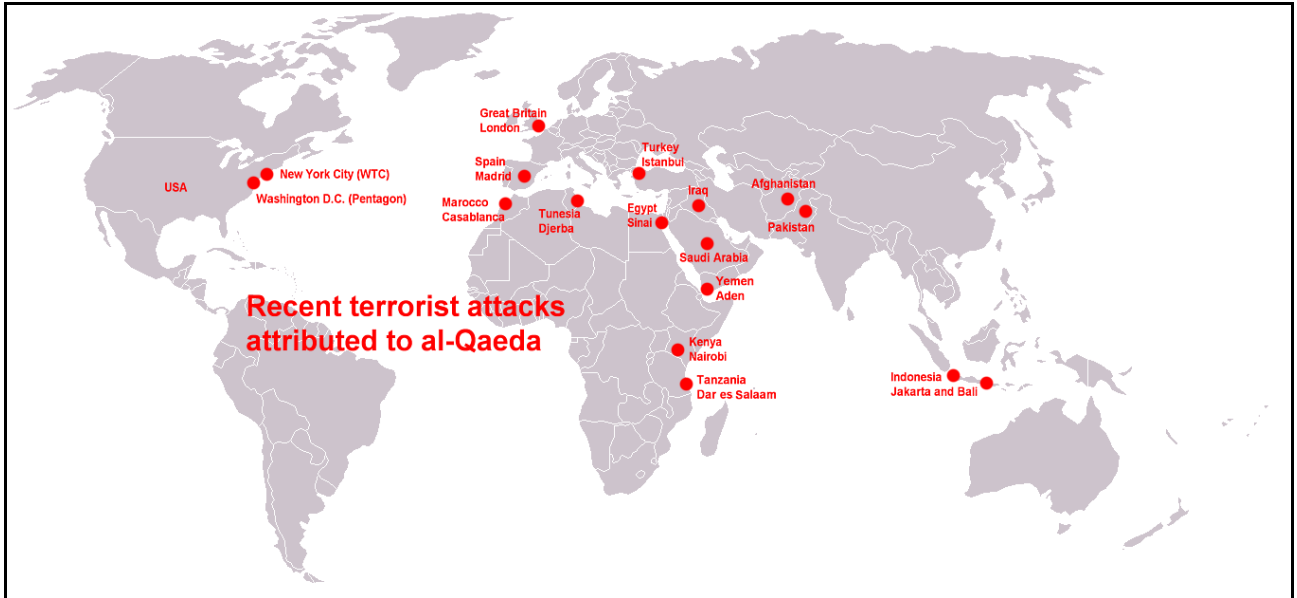 Great Britain
London
Turkey
Istanbul
Spain
Madrid
New York City (WTC)
USA
Washington D.C. (Pentagon)
Iraq
Afghanistan
Marocco
Casablanca
Tunesia
Djerba
Egypt
Sinai
Pakistan
Saudi Arabia
Yemen
Aden
Recent terrorist attacks
attributed to al-Qaeda
Kenya
Nairobi
Tanzania
Dar es Salaam
Indonesia
Jakarta and Bali